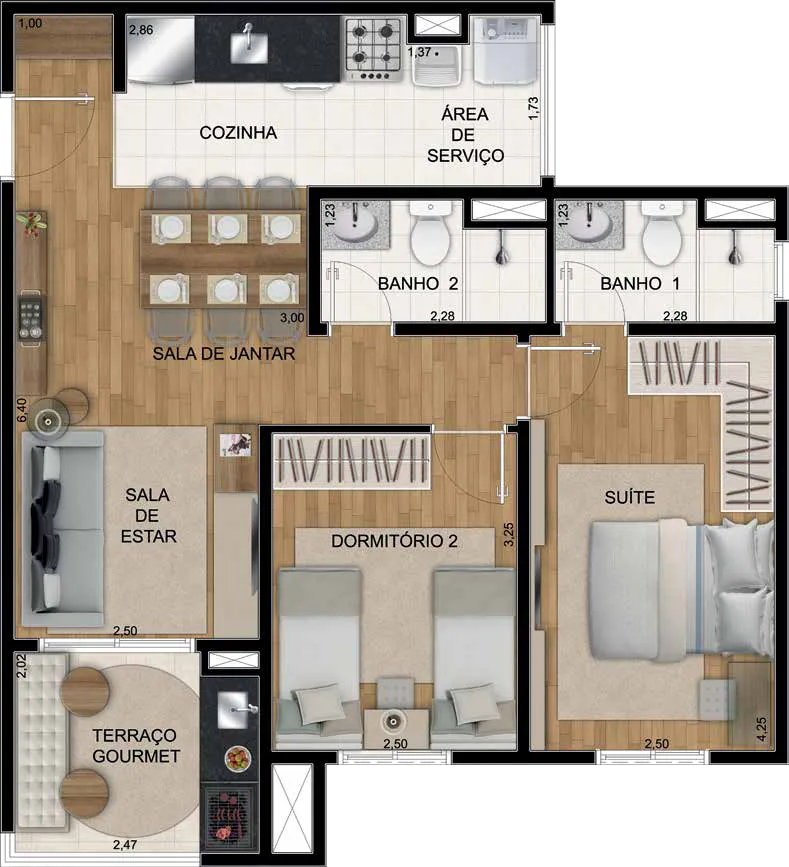 1,00
2,86
1,37
COZINHA
ÁREA
DE
SERVIÇO
1,73
1,23
BANHO 2
2,28
1,23
BANHO 1
2,28
3,00
SALA DE JANTAR
6,40
SALA
DE
ESTAR
2,50
DORMITÓRIO 2
3,25
2,50
SUÍTE
4,25
2,50
2,02
TERRAÇO
GOURMET
2,47